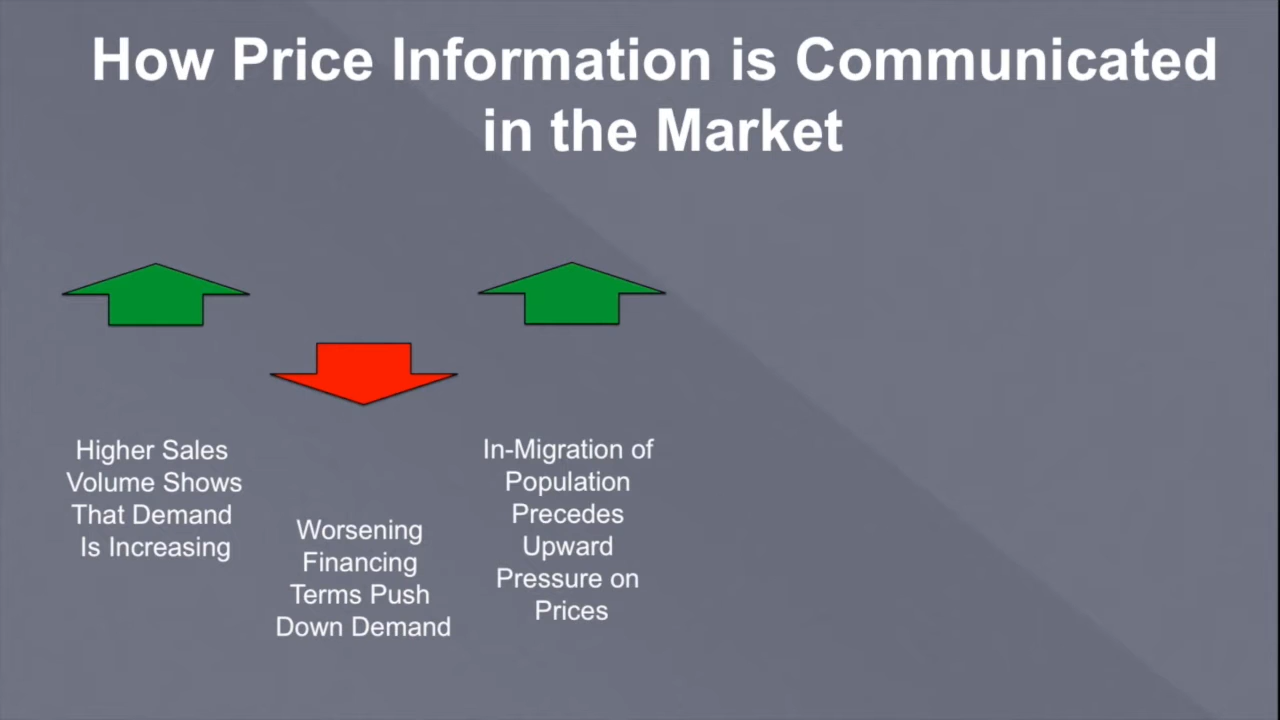 How Price Information is Communicated
in the Market
Higher Sales
Volume Shows
That Demand
Is Increasing
Worsening
Financing
Terms Push
Down Demand
In-Migration of
Population
Precedes
Upward
Pressure on
Prices